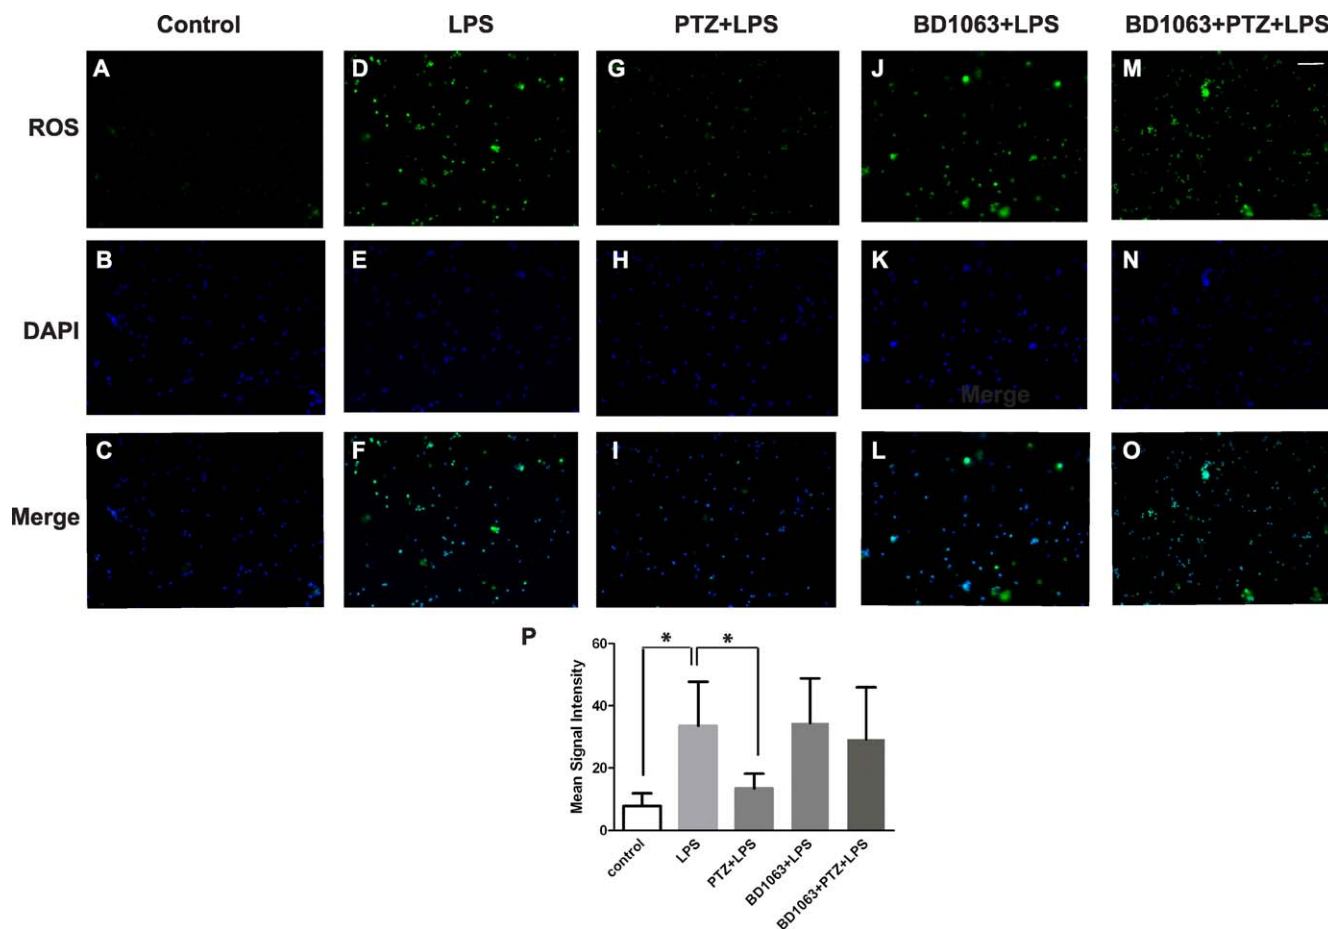 Control LPS PTZ+LPS BD1063+LPS BD1063+PTZ+LPS
ROS A D G J M
DAPI B E H K N
Merge
Merge C F I L O
P
* *
Mean Signal Intensity
60
40
20
0
control LPS PTZ+LPS BD1063+LPS BD1063+PTZ+LPS